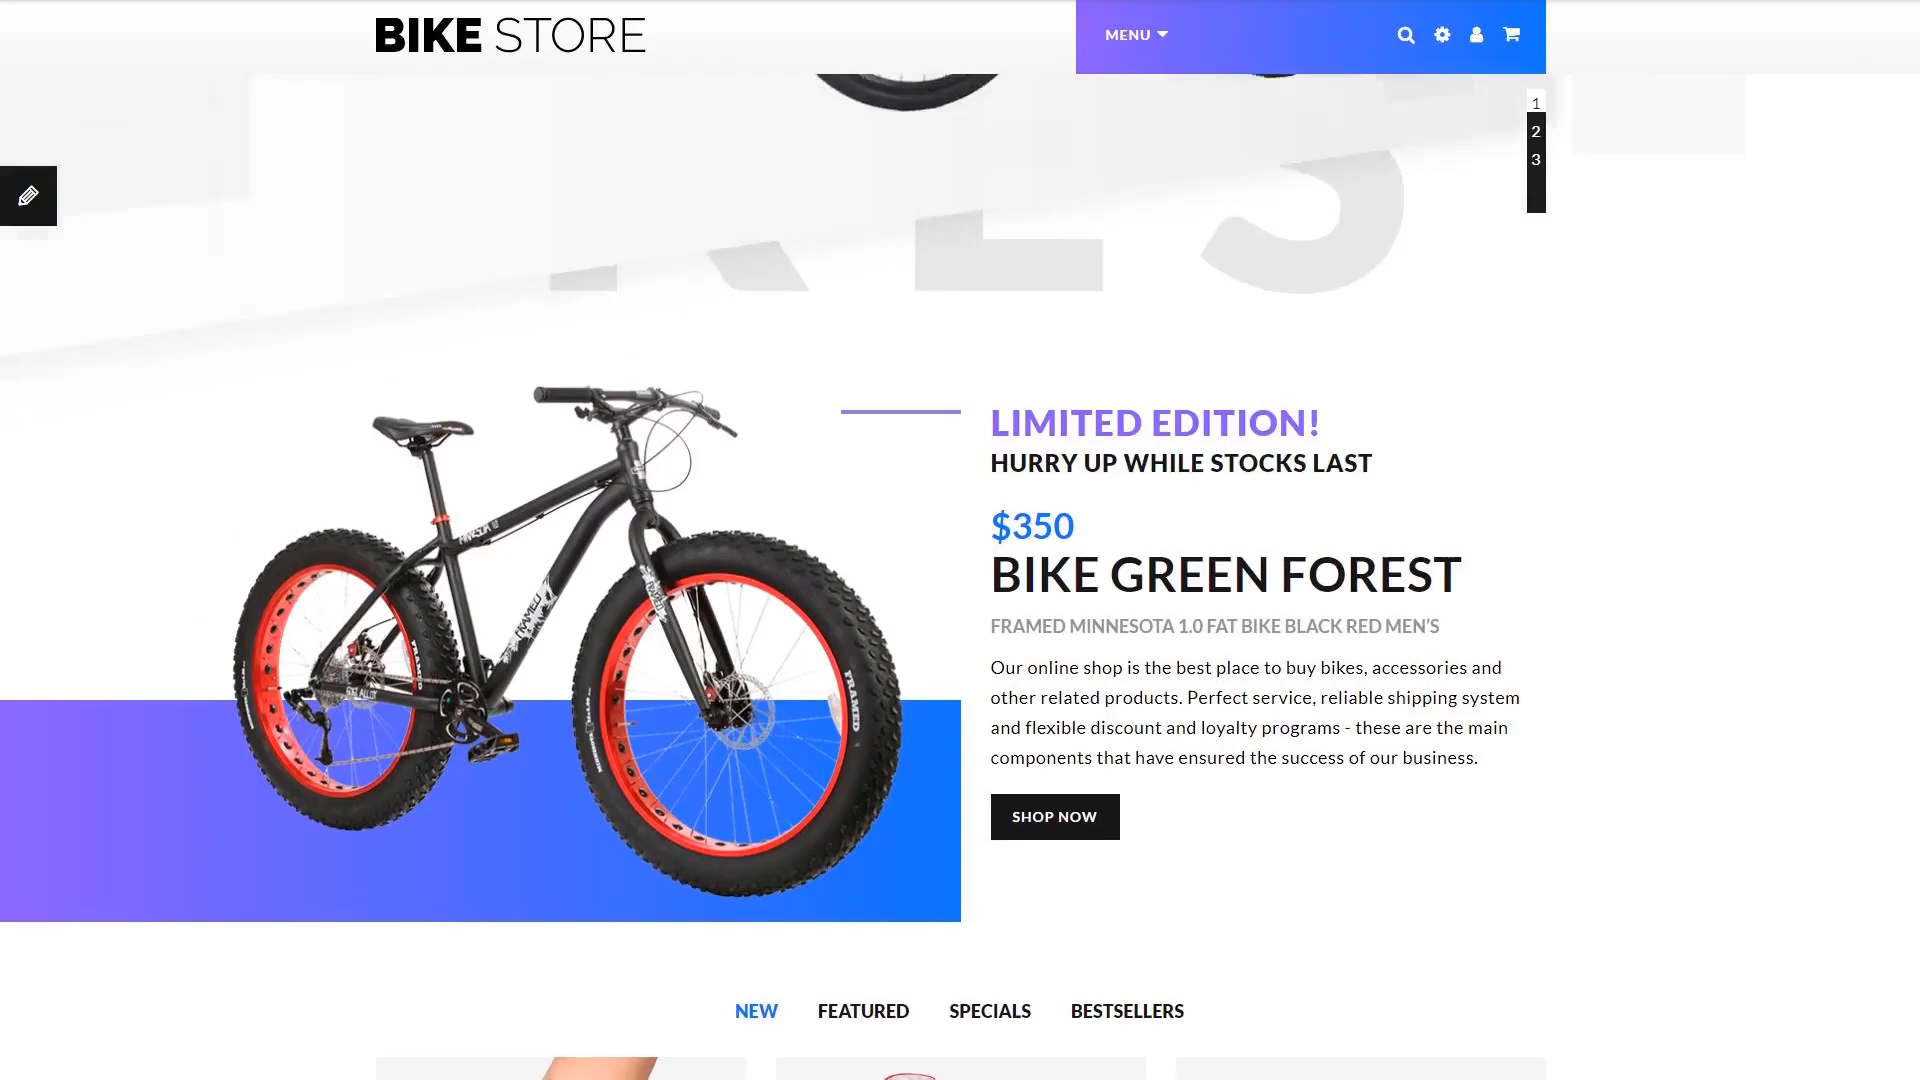 BIKE STORE
MENU
1
2
3
LIMITED EDITION!
HURRY UP WHILE STOCKS LAST
$350
BIKE GREEN FOREST
FRAMED MINNESOTA 1.0 FAT BIKE BLACK RED MEN’S
Our online shop is the best place to buy bikes, accessories and
other related products. Perfect service, reliable shipping system
and flexible discount and loyalty programs - these are the main
components that have ensured the success of our business.
SHOP NOW
FRAMED
FRAMED
FRAMED
NEW
FEATURED
SPECIALS
BESTSELLERS